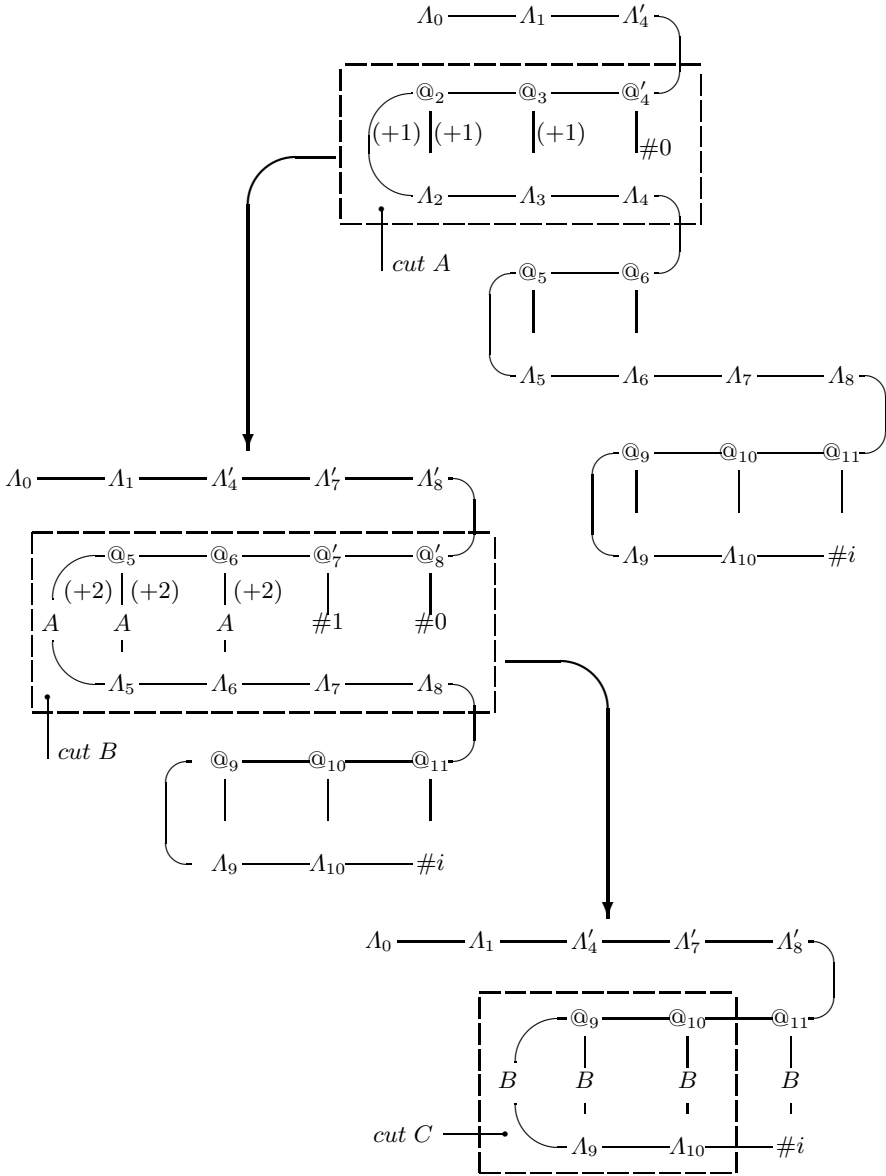 Λ0 Λ1 Λ′4
@2 @3 @′4
(+1) (+1) (+1) #0
Λ2 Λ3 Λ4
cut A
@5 @6
Λ5 Λ6 Λ7 Λ8
@9 @10 @11
Λ9 Λ10 #i
Λ0 Λ1 Λ′4 Λ′7 Λ′8
@5 @6 @′7 @′8
(+2) (+2) (+2)
A A A #1 #0
Λ5 Λ6 Λ7 Λ8
cut B
@9 @10 @11
Λ9 Λ10 #i
Λ0 Λ1 Λ′4 Λ′7 Λ′8
@9 @10 @11
B B B B
cut C
Λ9 Λ10 #i